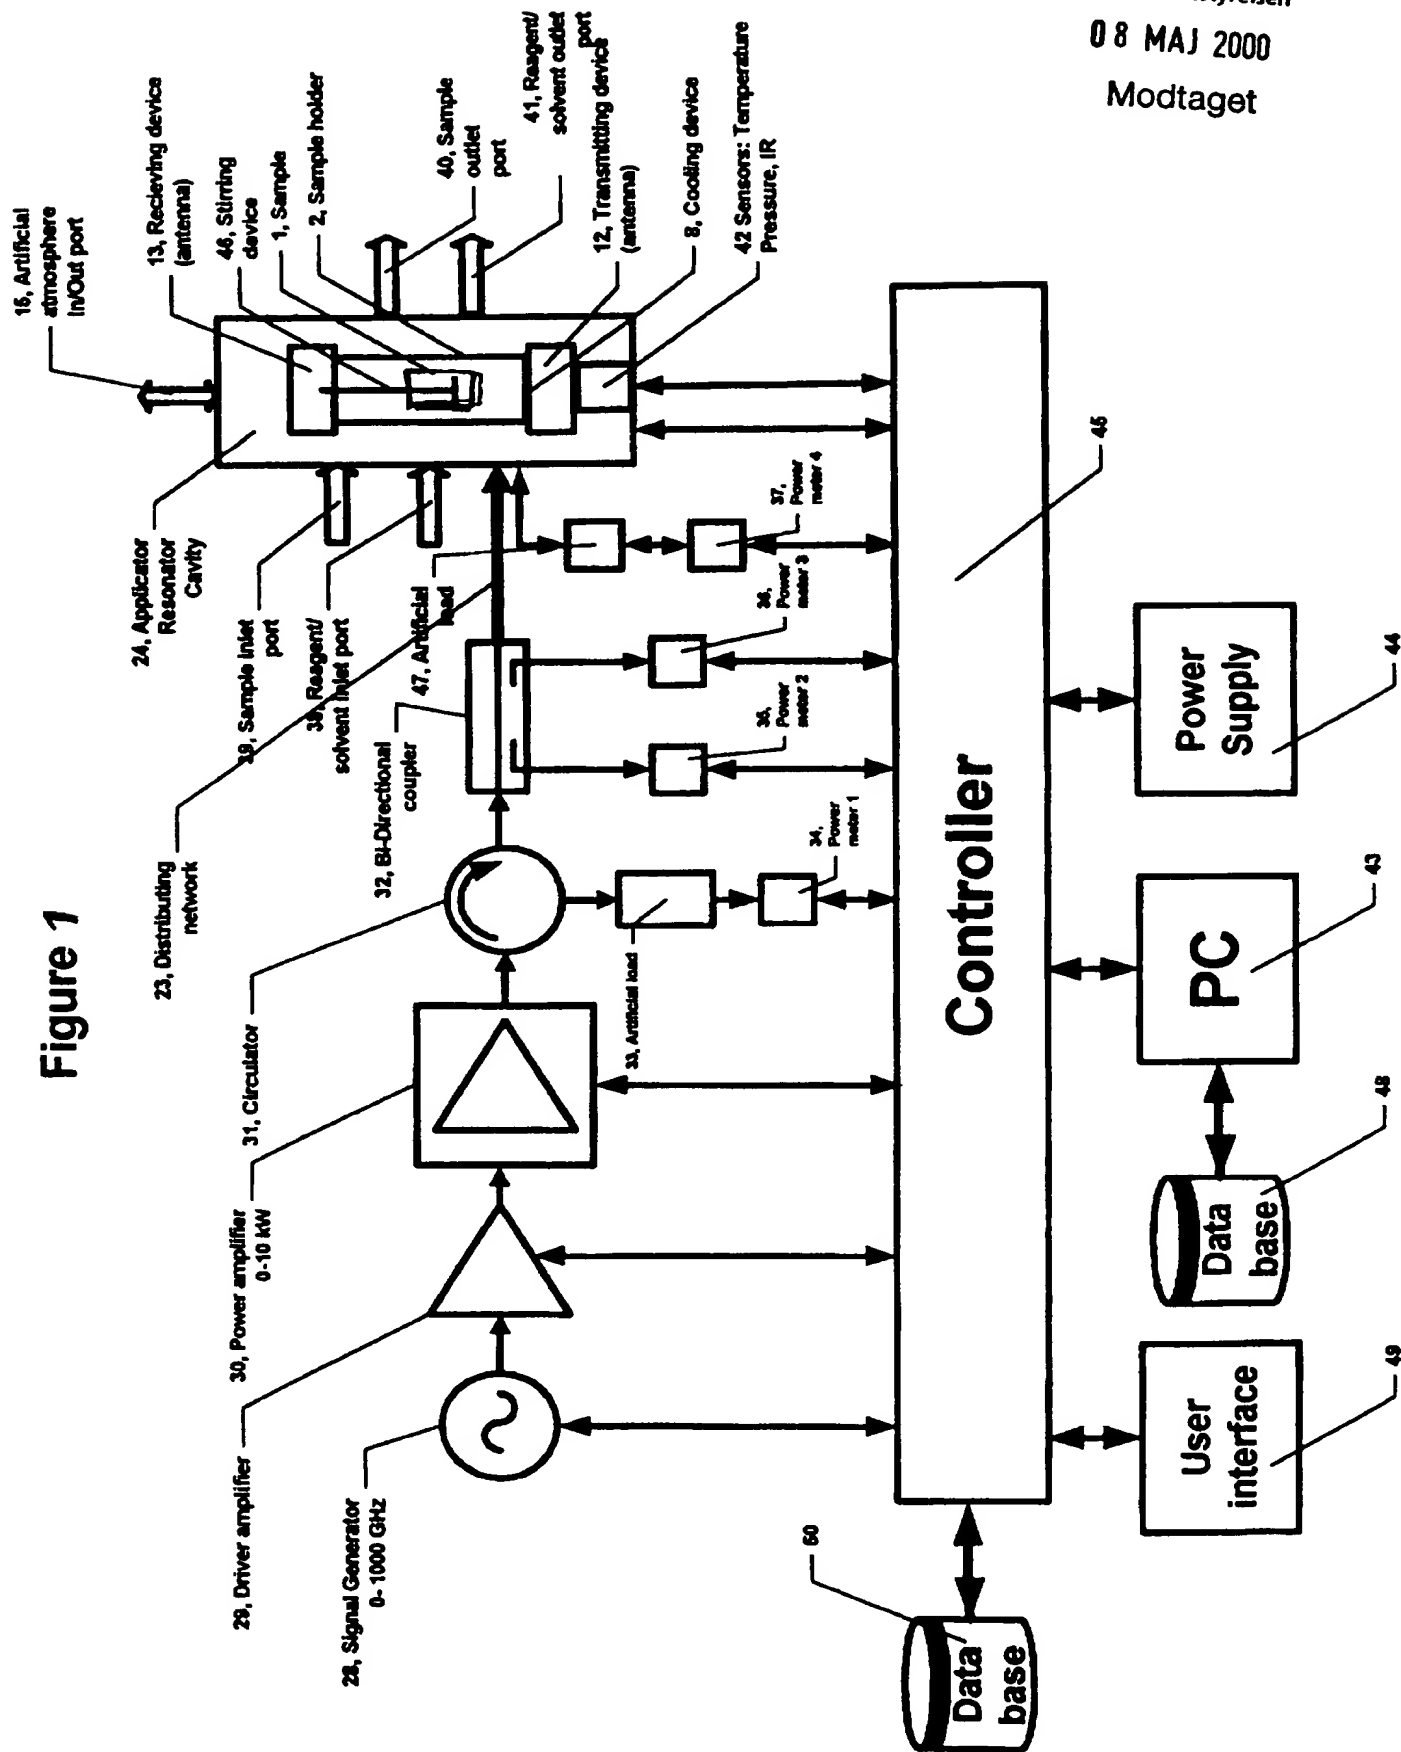 08 MAJ 2000
Modtaget
Figure 1
15, Artificial
atmosphere
In/Out port
13, Recieving device
(antenna)
46, Stirring
device
1, Sample
2, Sample holder
40, Sample
outlet
port
41, Reagent/
solvent outlet
port
12, Transmitting device
(antenna)
8, Cooling device
42 Sensors: Temperature
Pressure, IR
24, Applicator
Resonator
Cavity
39, Sample inlet
port
38, Reagent/
solvent inlet port
23, Distributing
network
47, Artificial
load
32, Bi-Directional
coupler
31, Circulator
30, Power amplifier
0-10 kW
29, Driver amplifier
28, Signal Generator
0-1000 GHz
33, Artificial load
34,
Power
meter 1
35,
Power
meter 2
36,
Power
meter 3
37,
Power
meter 4
Controller
45
Power
Supply
44
PC
43
Data
base
48
User
interface
49
Data
base
50